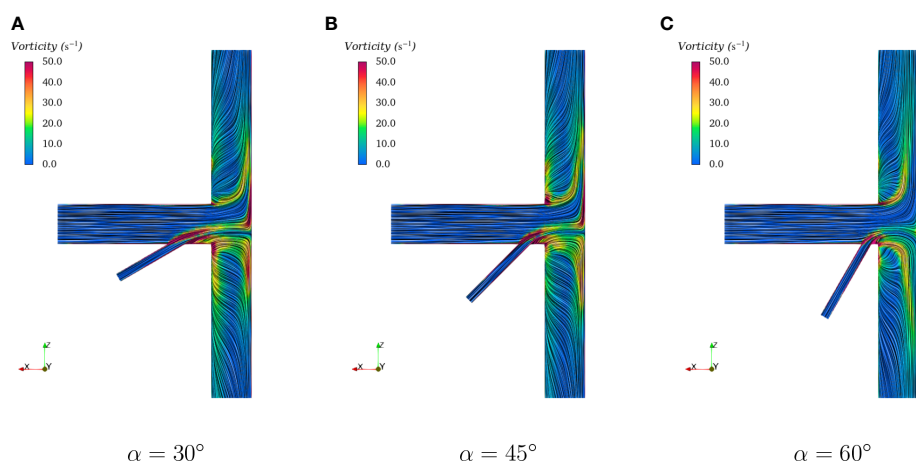 A
Vorticity (s⁻¹)
50.0
40.0
30.0
20.0
10.0
0.0
Z
X
Y
α = 30°
B
Vorticity (s⁻¹)
50.0
40.0
30.0
20.0
10.0
0.0
Z
X
Y
α = 45°
C
Vorticity (s⁻¹)
50.0
40.0
30.0
20.0
10.0
0.0
Z
X
Y
α = 60°